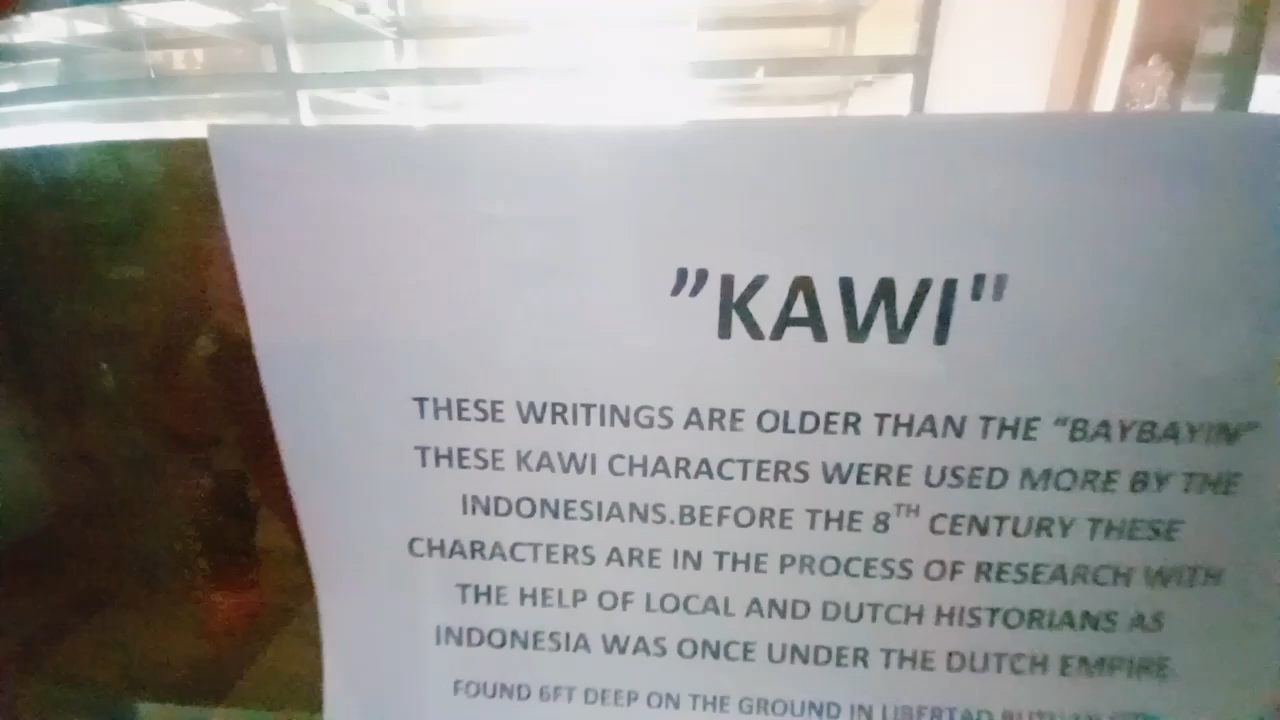 "KAWI"
THESE WRITINGS ARE OLDER THAN THE “BAYBAYIN”
THESE KAWI CHARACTERS WERE USED MORE BY THE
INDONESIANS.BEFORE THE 8TH CENTURY THESE
CHARACTERS ARE IN THE PROCESS OF RESEARCH WITH
THE HELP OF LOCAL AND DUTCH HISTORIANS AS
INDONESIA WAS ONCE UNDER THE DUTCH EMPIRE
FOUND 6FT DEEP ON THE GROUND IN LIBERTAD